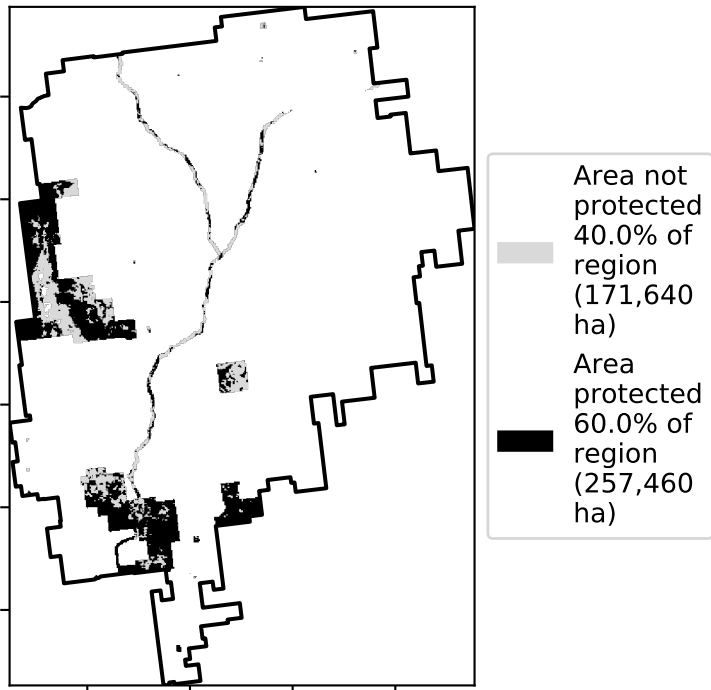 Area not
protected
40.0% of
region
(171,640
ha)
Area
protected
60.0% of
region
(257,460
ha)